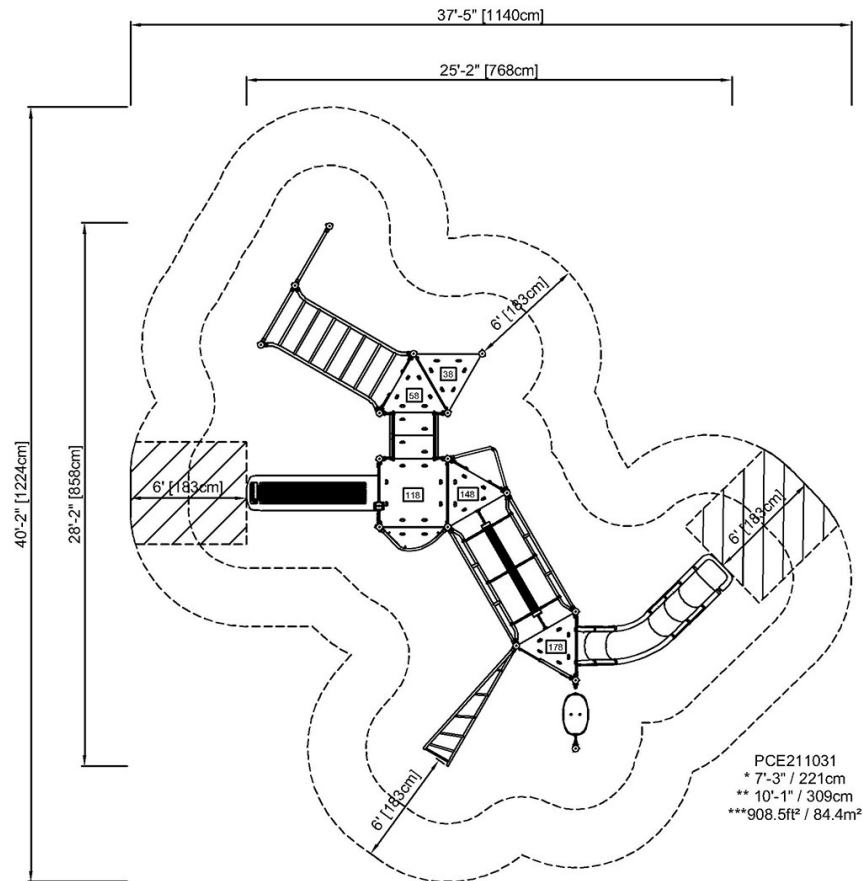 37'-5" [1140cm]
25'-2" [768cm]
40'-2" [1224cm]
28'-2" [858cm]
6' [183cm]
38
58
6' [183cm]
118
148
6' [183cm]
178
6' [183cm]
PCE211031
* 7'-3" / 221cm
** 10'-1" / 309cm
***908.5ft² / 84.4m²